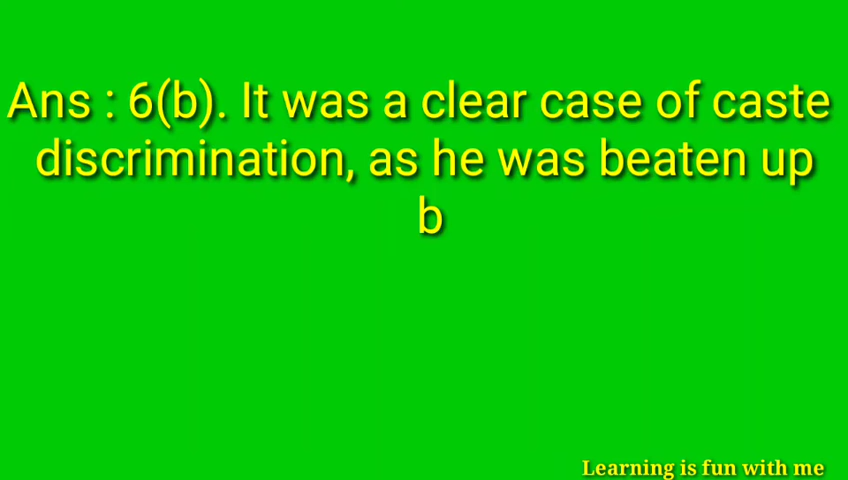 Ans : 6(b). It was a clear case of caste
discrimination, as he was beaten up
b
Learning is fun with me